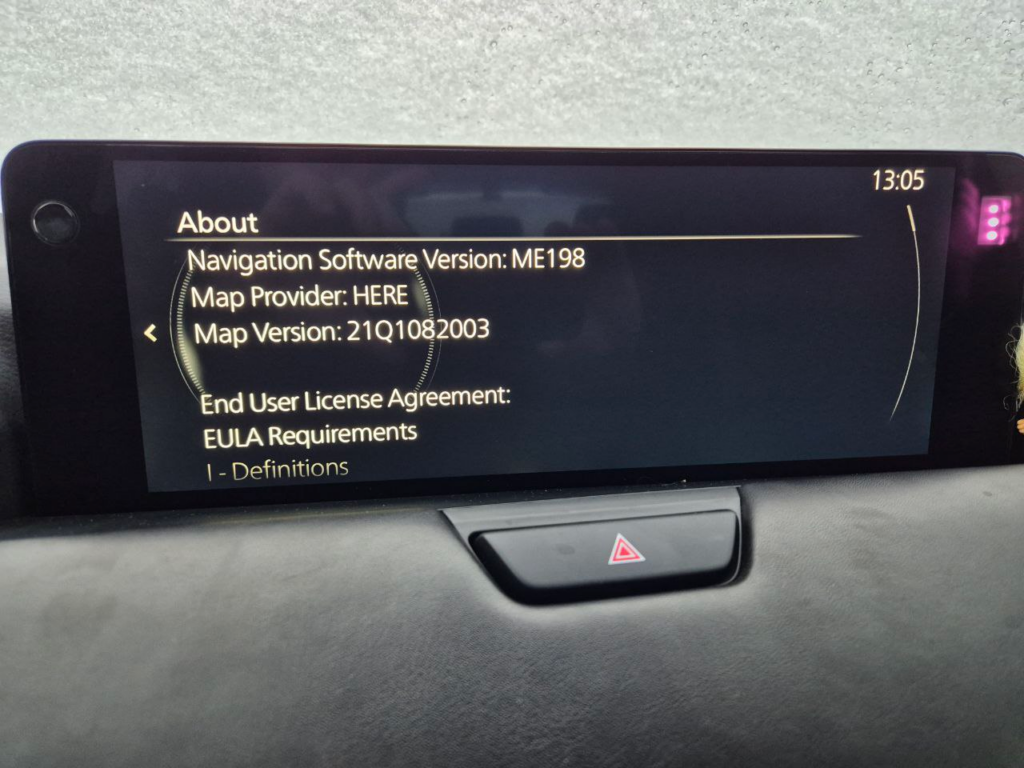 13:05
About
Navigation Software Version: ME198
Map Provider: HERE
Map Version: 21Q1082003
End User License Agreement:
EULA Requirements
I - Definitions